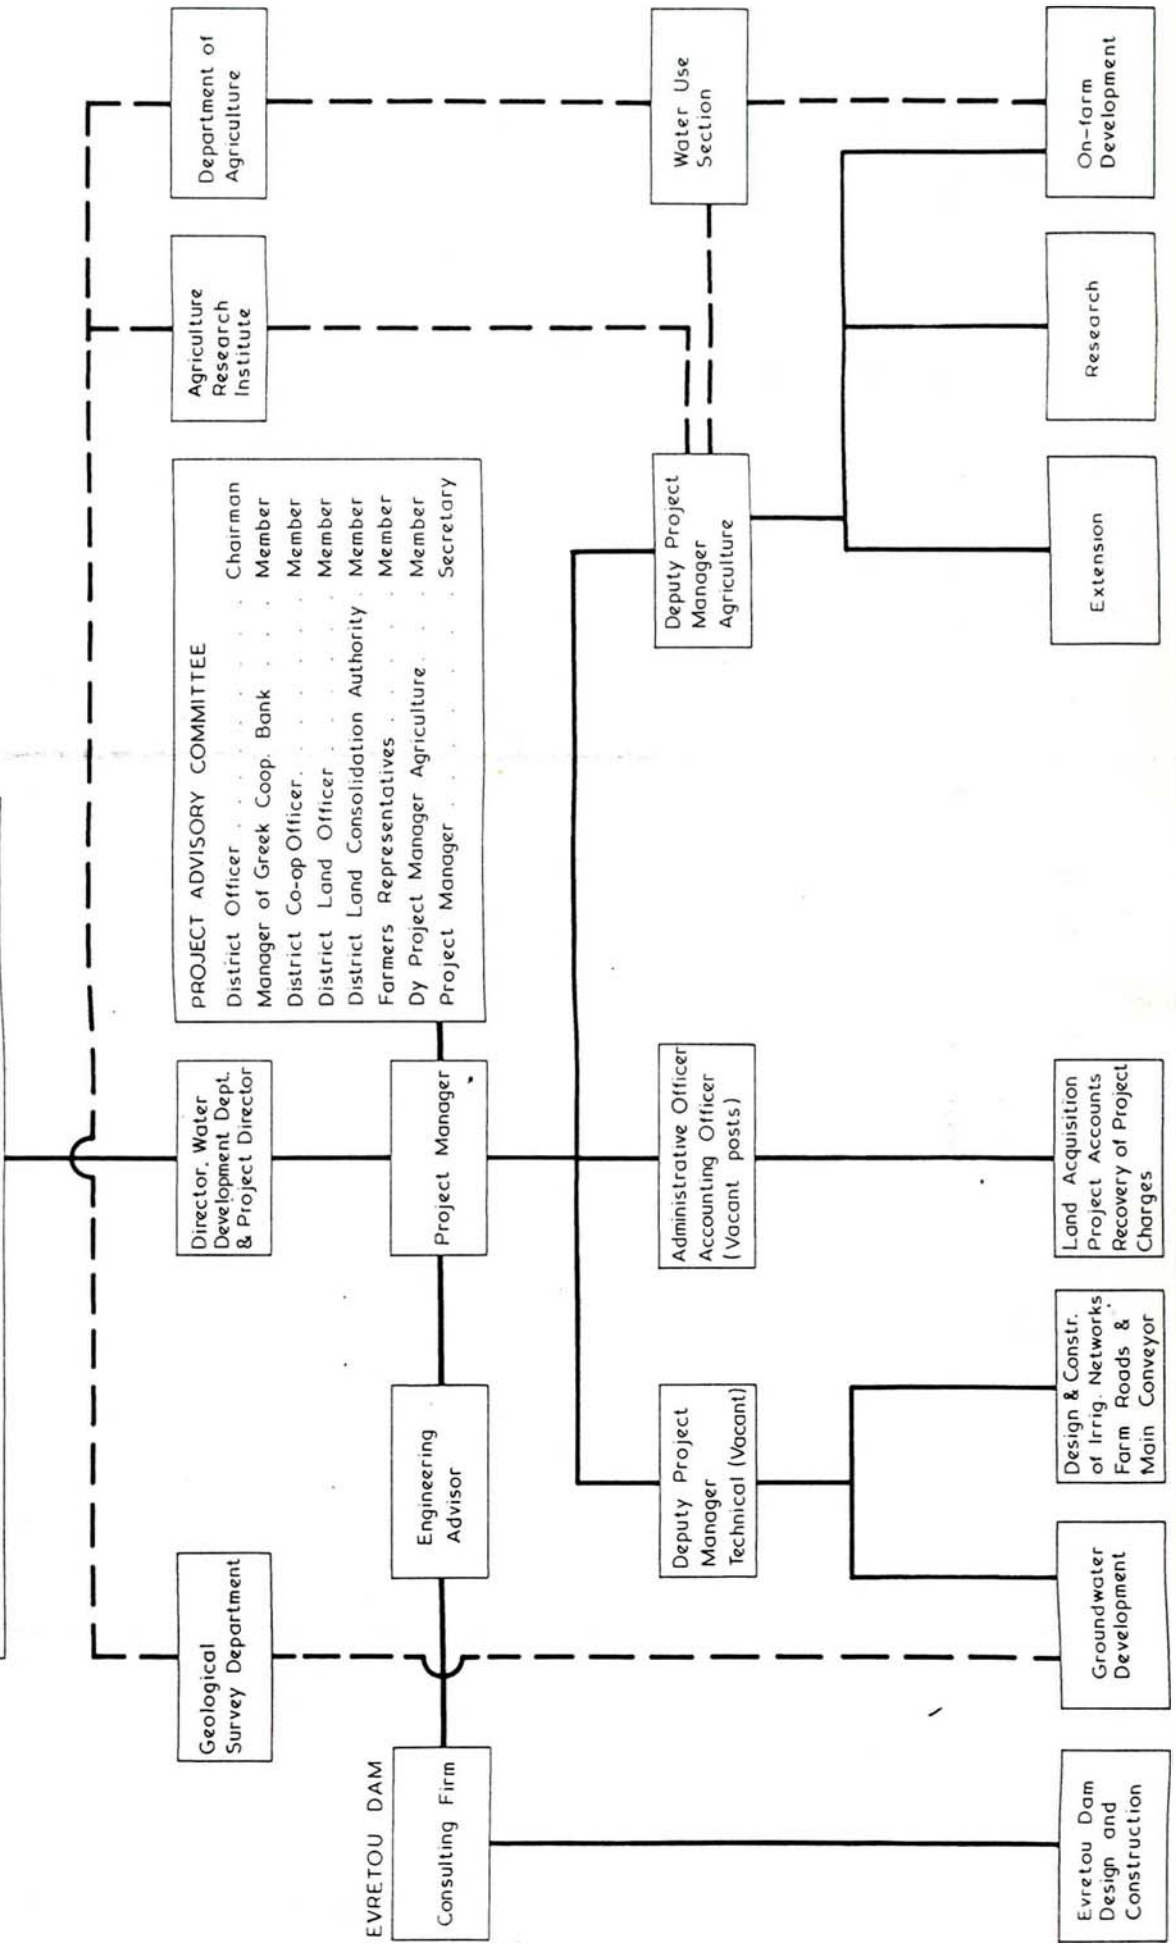 Geological
Survey Department
Director, Water
Development Dept.
& Project Director
Agriculture
Research
Institute
Department of
Agriculture
PROJECT ADVISORY COMMITTEE
District Officer . . . . . . . Chairman
Manager of Greek Coop. Bank . . . Member
District Co-op Officer. . . . . . Member
District Land Officer . . . . . Member
District Land Consolidation Authority . Member
Farmers Representatives . . . . . Member
Dy Project Manager Agriculture. . . Member
Project Manager . . . . . . . Secretary
EVRETOU DAM
Consulting Firm
Engineering
Advisor
Project Manager
Deputy Project
Manager
Technical (Vacant)
Administrative Officer
Accounting Officer
(Vacant posts)
Deputy Project
Manager
Agriculture
Water Use
Section
Evretou Dam
Design and
Construction
Groundwater
Development
Design & Constr.
of Irrig. Networks
Farm Roads &
Main Conveyor
Land Acquisition
Project Accounts
Recovery of Project
Charges
Extension
Research
On-farm
Development